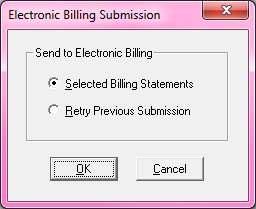 Electronic Billing Submission
Send to Electronic Billing
Selected Billing Statements
Retry Previous Submission
OK Cancel